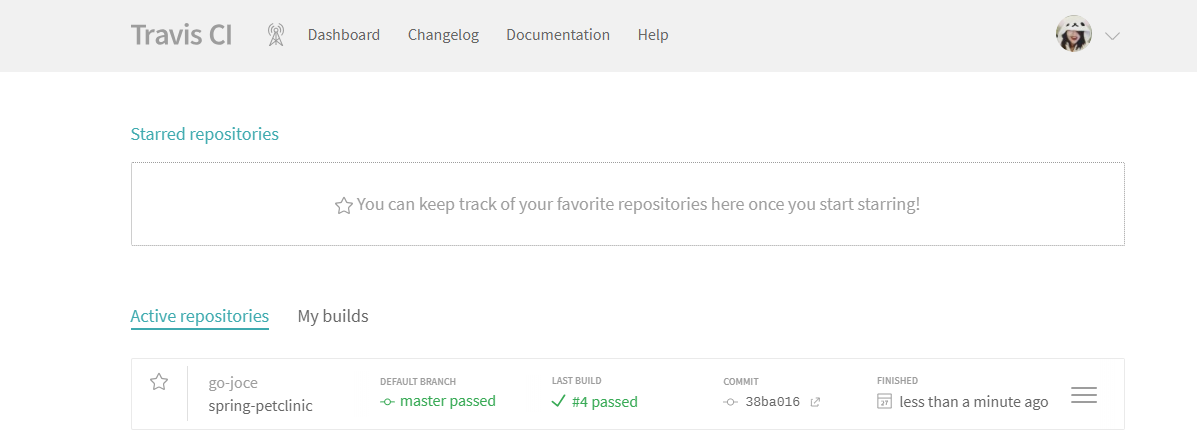 Travis CI Dashboard Changelog Documentation Help
Starred repositories
You can keep track of your favorite repositories here once you start starring!
Active repositories My builds
go-joce DEFAULT BRANCH LAST BUILD COMMIT FINISHED
spring-petclinic master passed #4 passed 38ba016 27 less than a minute ago